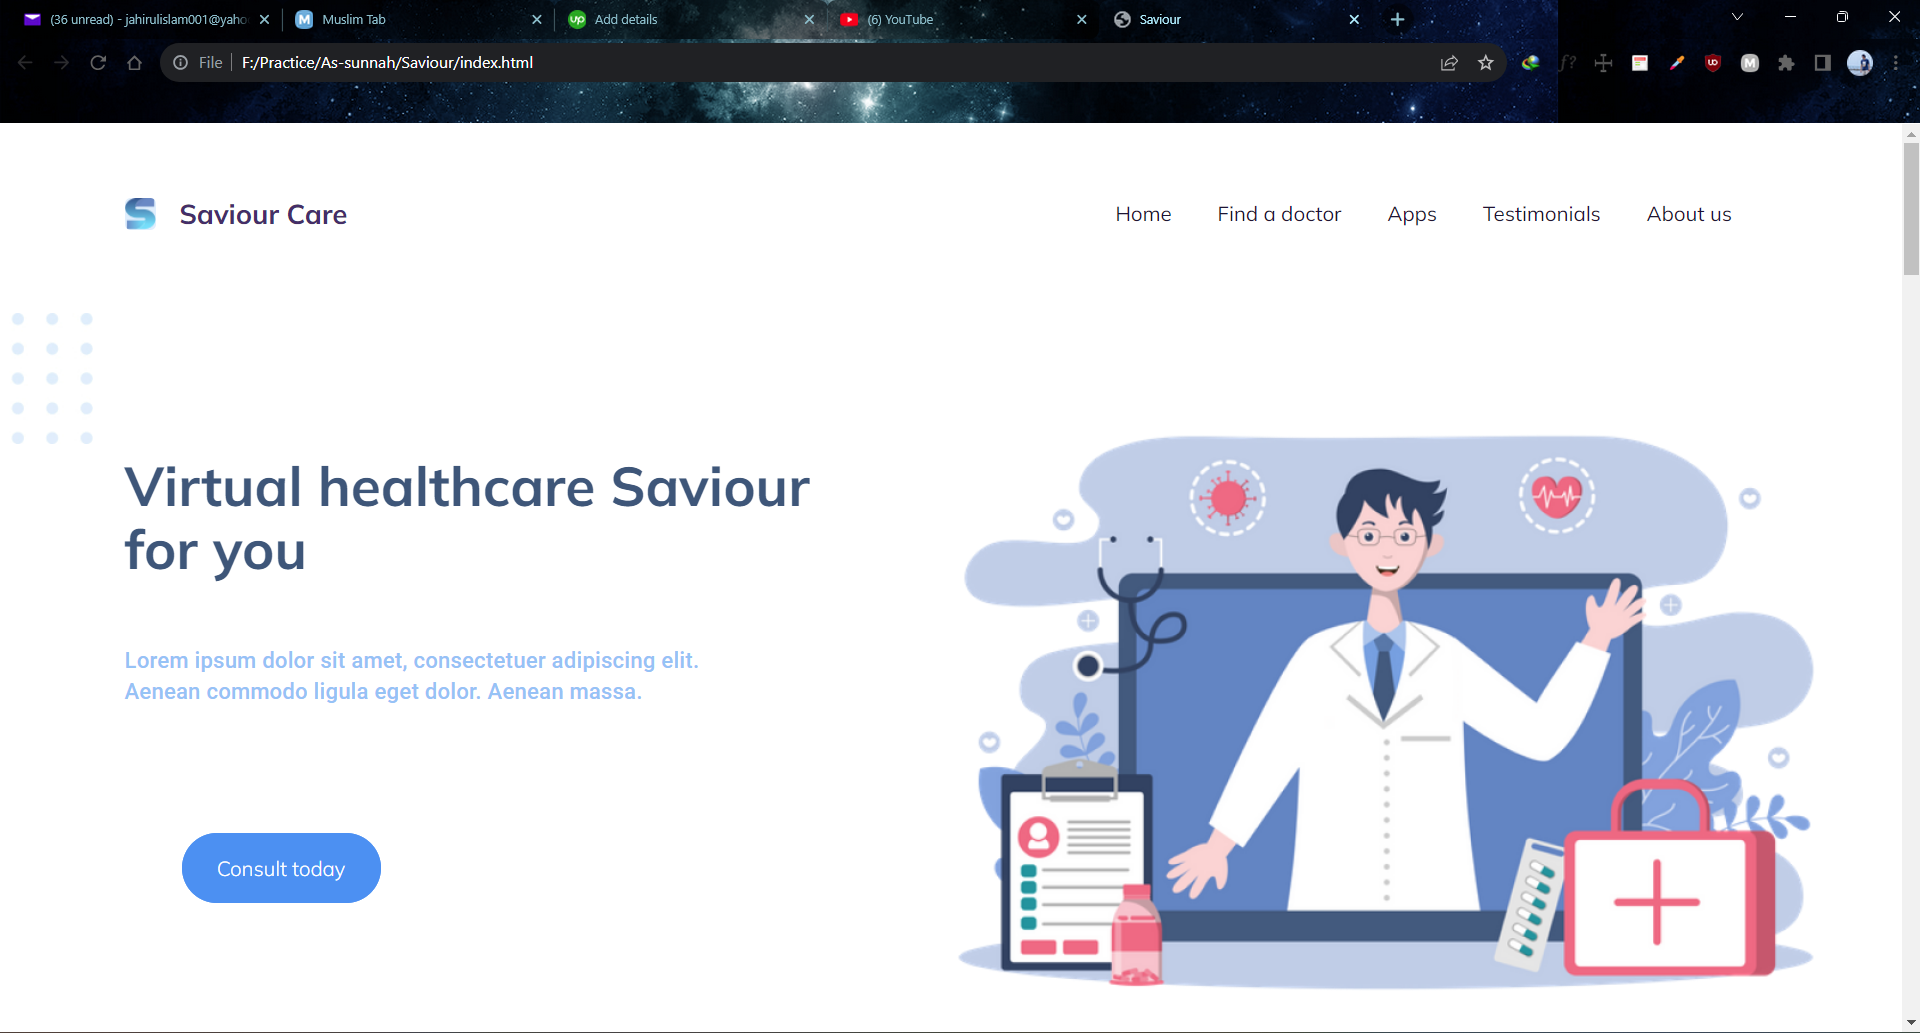 (36 unread) - jahirulislam001@yaho
Muslim Tab
Add details
(6) YouTube
Saviour
File
F:/Practice/As-sunnah/Saviour/index.html
Saviour Care
Home
Find a doctor
Apps
Testimonials
About us
Virtual healthcare Saviour
for you
Lorem ipsum dolor sit amet, consectetuer adipiscing elit.
Aenean commodo ligula eget dolor. Aenean massa.
Consult today